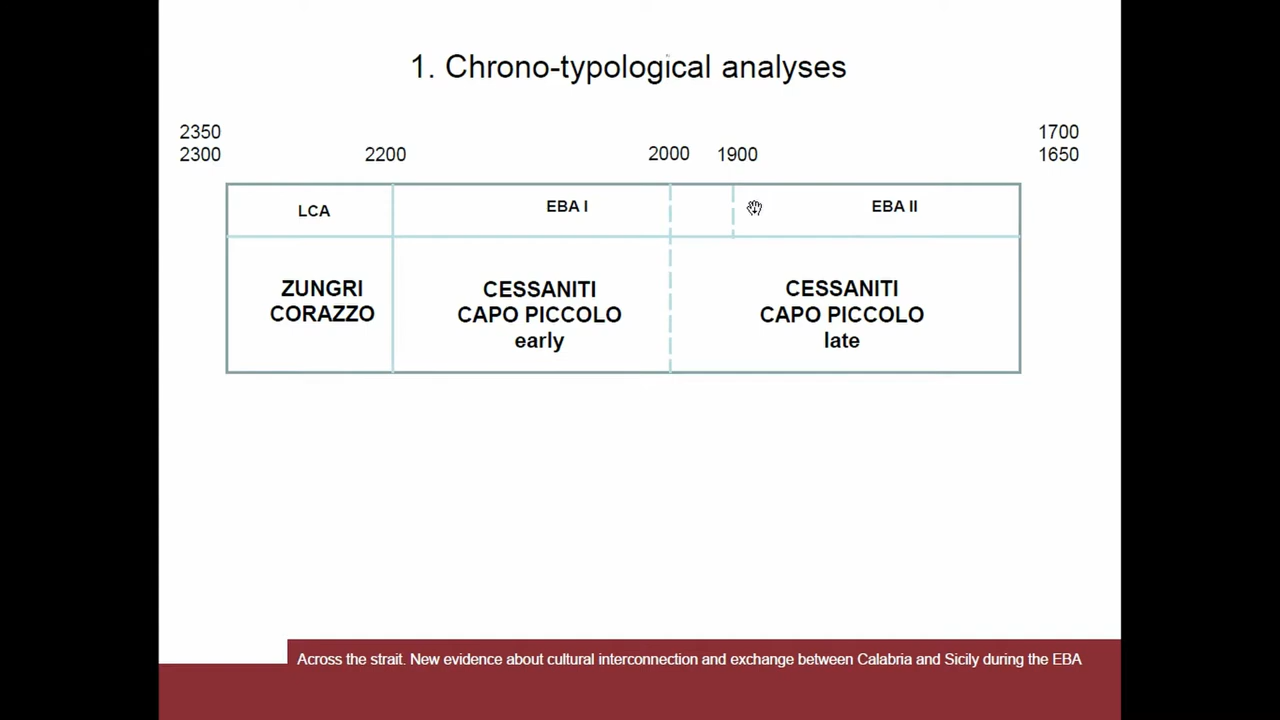 1. Chrono-typological analyses
2350
2300
2200
2000
1900
1700
1650
LCA
EBA I
EBA II
ZUNGRI
CORAZZO
CESSANITI
CAPO PICCOLO
early
CESSANITI
CAPO PICCOLO
late
Across the strait. New evidence about cultural interconnection and exchange between Calabria and Sicily during the EBA